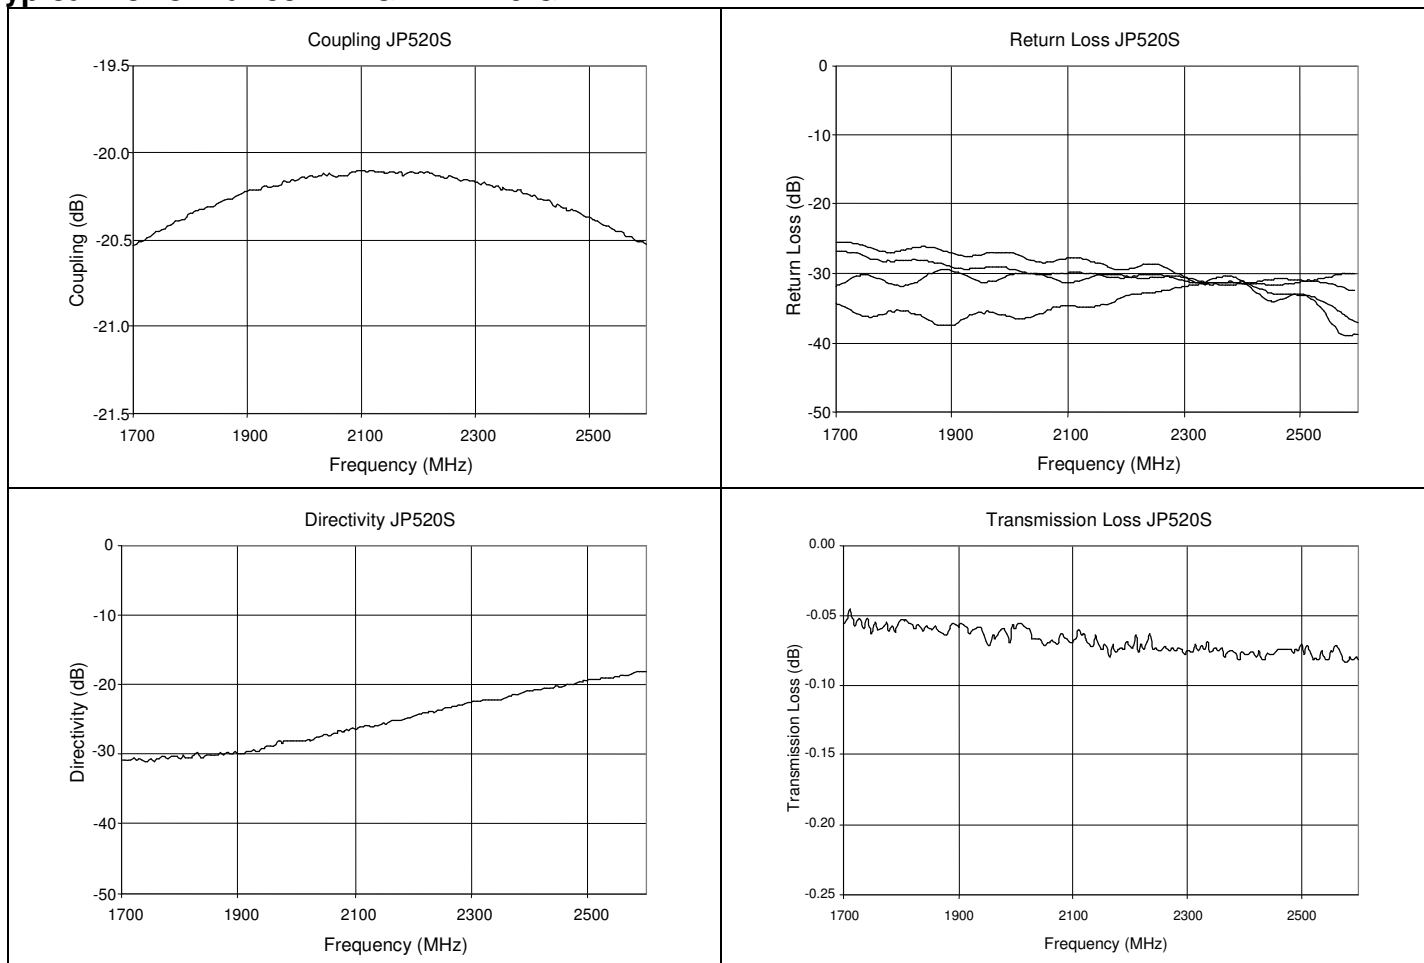 Coupling JP520S
-19.5
-20.0
-20.5
-21.0
-21.5
Coupling (dB)
1700 1900 2100 2300 2500
Frequency (MHz)
Return Loss JP520S
0
-10
-20
-30
-40
-50
Return Loss (dB)
1700 1900 2100 2300 2500
Frequency (MHz)
Directivity JP520S
0
-10
-20
-30
-40
-50
Directivity (dB)
1700 1900 2100 2300 2500
Frequency (MHz)
Transmission Loss JP520S
0.00
-0.05
-0.10
-0.15
-0.20
-0.25
Transmission Loss (dB)
1700 1900 2100 2300 2500
Frequency (MHz)